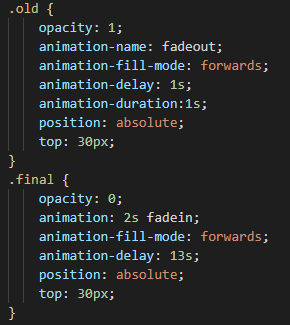 .old {
    opacity: 1;
    animation-name: fadeout;
    animation-fill-mode: forwards;
    animation-delay: 1s;
    animation-duration:1s;
    position: absolute;
    top: 30px;
}
.final {
    opacity: 0;
    animation: 2s fadein;
    animation-fill-mode: forwards;
    animation-delay: 13s;
    position: absolute;
    top: 30px;
}